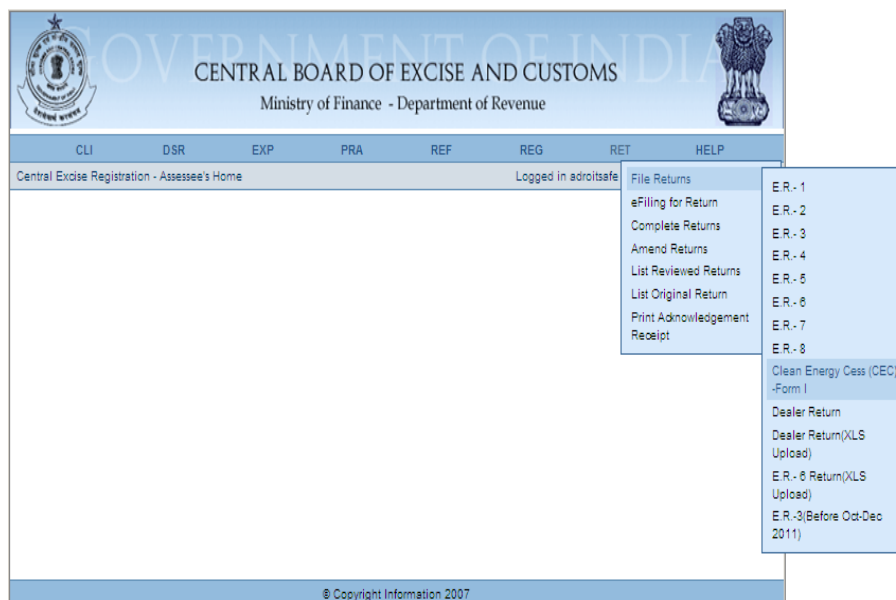 GOVERNMENT OF INDIA
CENTRAL BOARD OF EXCISE AND CUSTOMS
Ministry of Finance - Department of Revenue
CLI DSR EXP PRA REF REG RET HELP
Central Excise Registration - Assessee's Home Logged in adroitsafe
File Returns
eFiling for Return
Complete Returns
Amend Returns
List Reviewed Returns
List Original Return
Print Adknowledgement
Receipt
E.R.- 1
E.R.- 2
E.R.- 3
E.R.- 4
E.R.- 5
E.R.- 6
E.R.- 7
E.R.- 8
Clean Energy Cess (CEC)
-Form I
Dealer Return
Dealer Return(XLS
Upload)
E.R.- 6 Return(XLS
Upload)
E.R.-3(Before Oct-Dec
2011)
© Copyright Information 2007